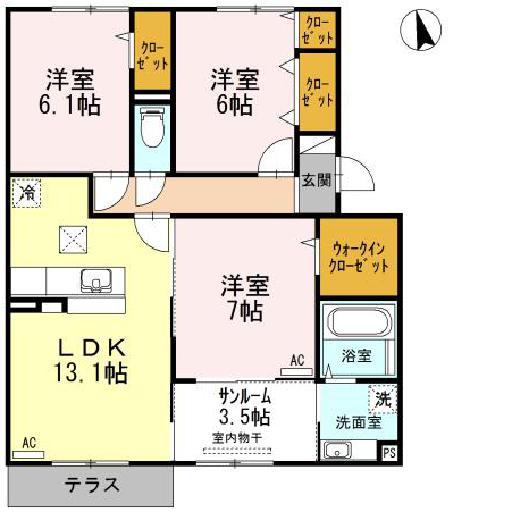 洋室
6.1帖
クローゼット
洋室
6帖
クローゼット
クローゼット
玄関
冷
洋室
7帖
ウォークイン
クローゼット
LDK
13.1帖
AC
浴室
サンルーム
3.5帖
室内物干
洗
洗面室
AC
PS
テラス